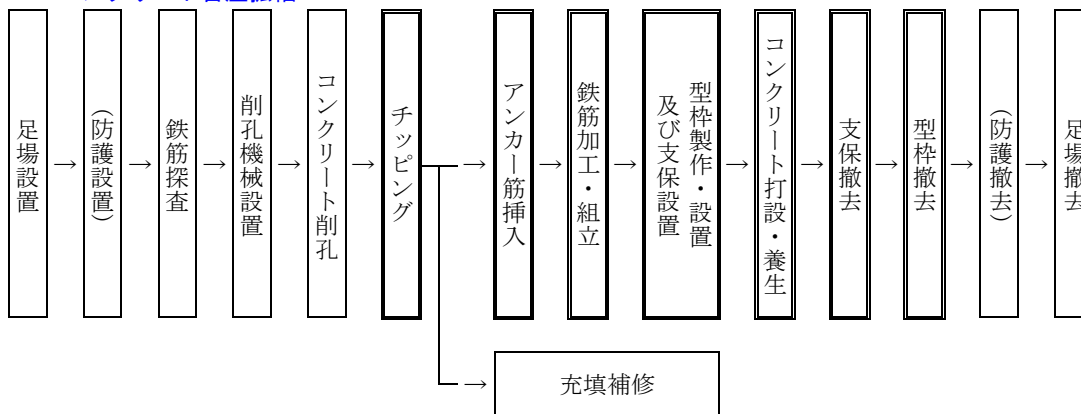 足場設置
(防護設置)
鉄筋探査
削孔機械設置
コンクリート削孔
チッピング
アンカー筋挿入
鉄筋加工・組立
型枠製作・設置
及び支保設置
コンクリート打設・養生
支保撤去
型枠撤去
(防護撤去)
足場撤去
充填補修